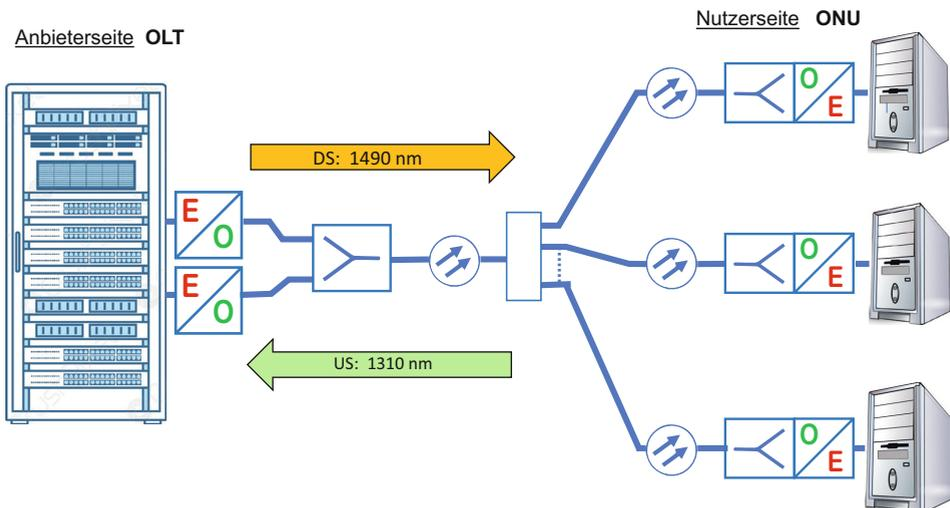 Anbieterseite OLT
Nutzerseite ONU
DS: 1490 nm
US: 1310 nm
E
O
E
O
O
E
O
E
O
E